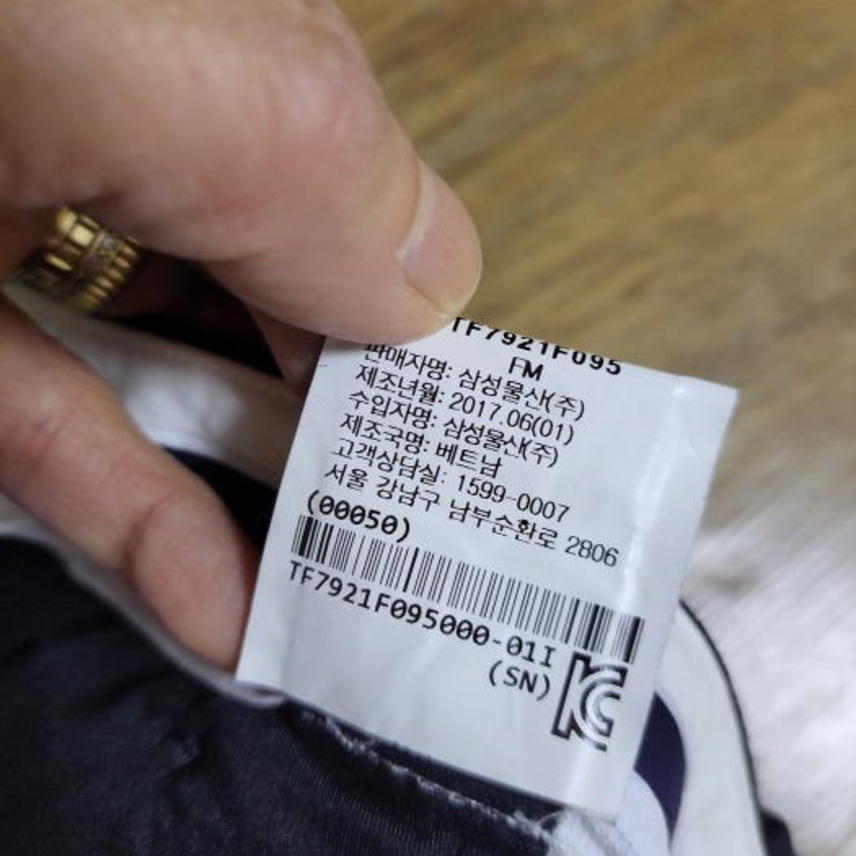 TF7921F095
FM
판매자명: 삼성물산(주)
제조년월: 2017.06(01)
수입자명: 삼성물산(주)
제조국명: 베트남
고객상담실: 1599-0007
서울 강남구 남부순환로 2806
(00050)
TF7921F095000-01I
(SN)
KC